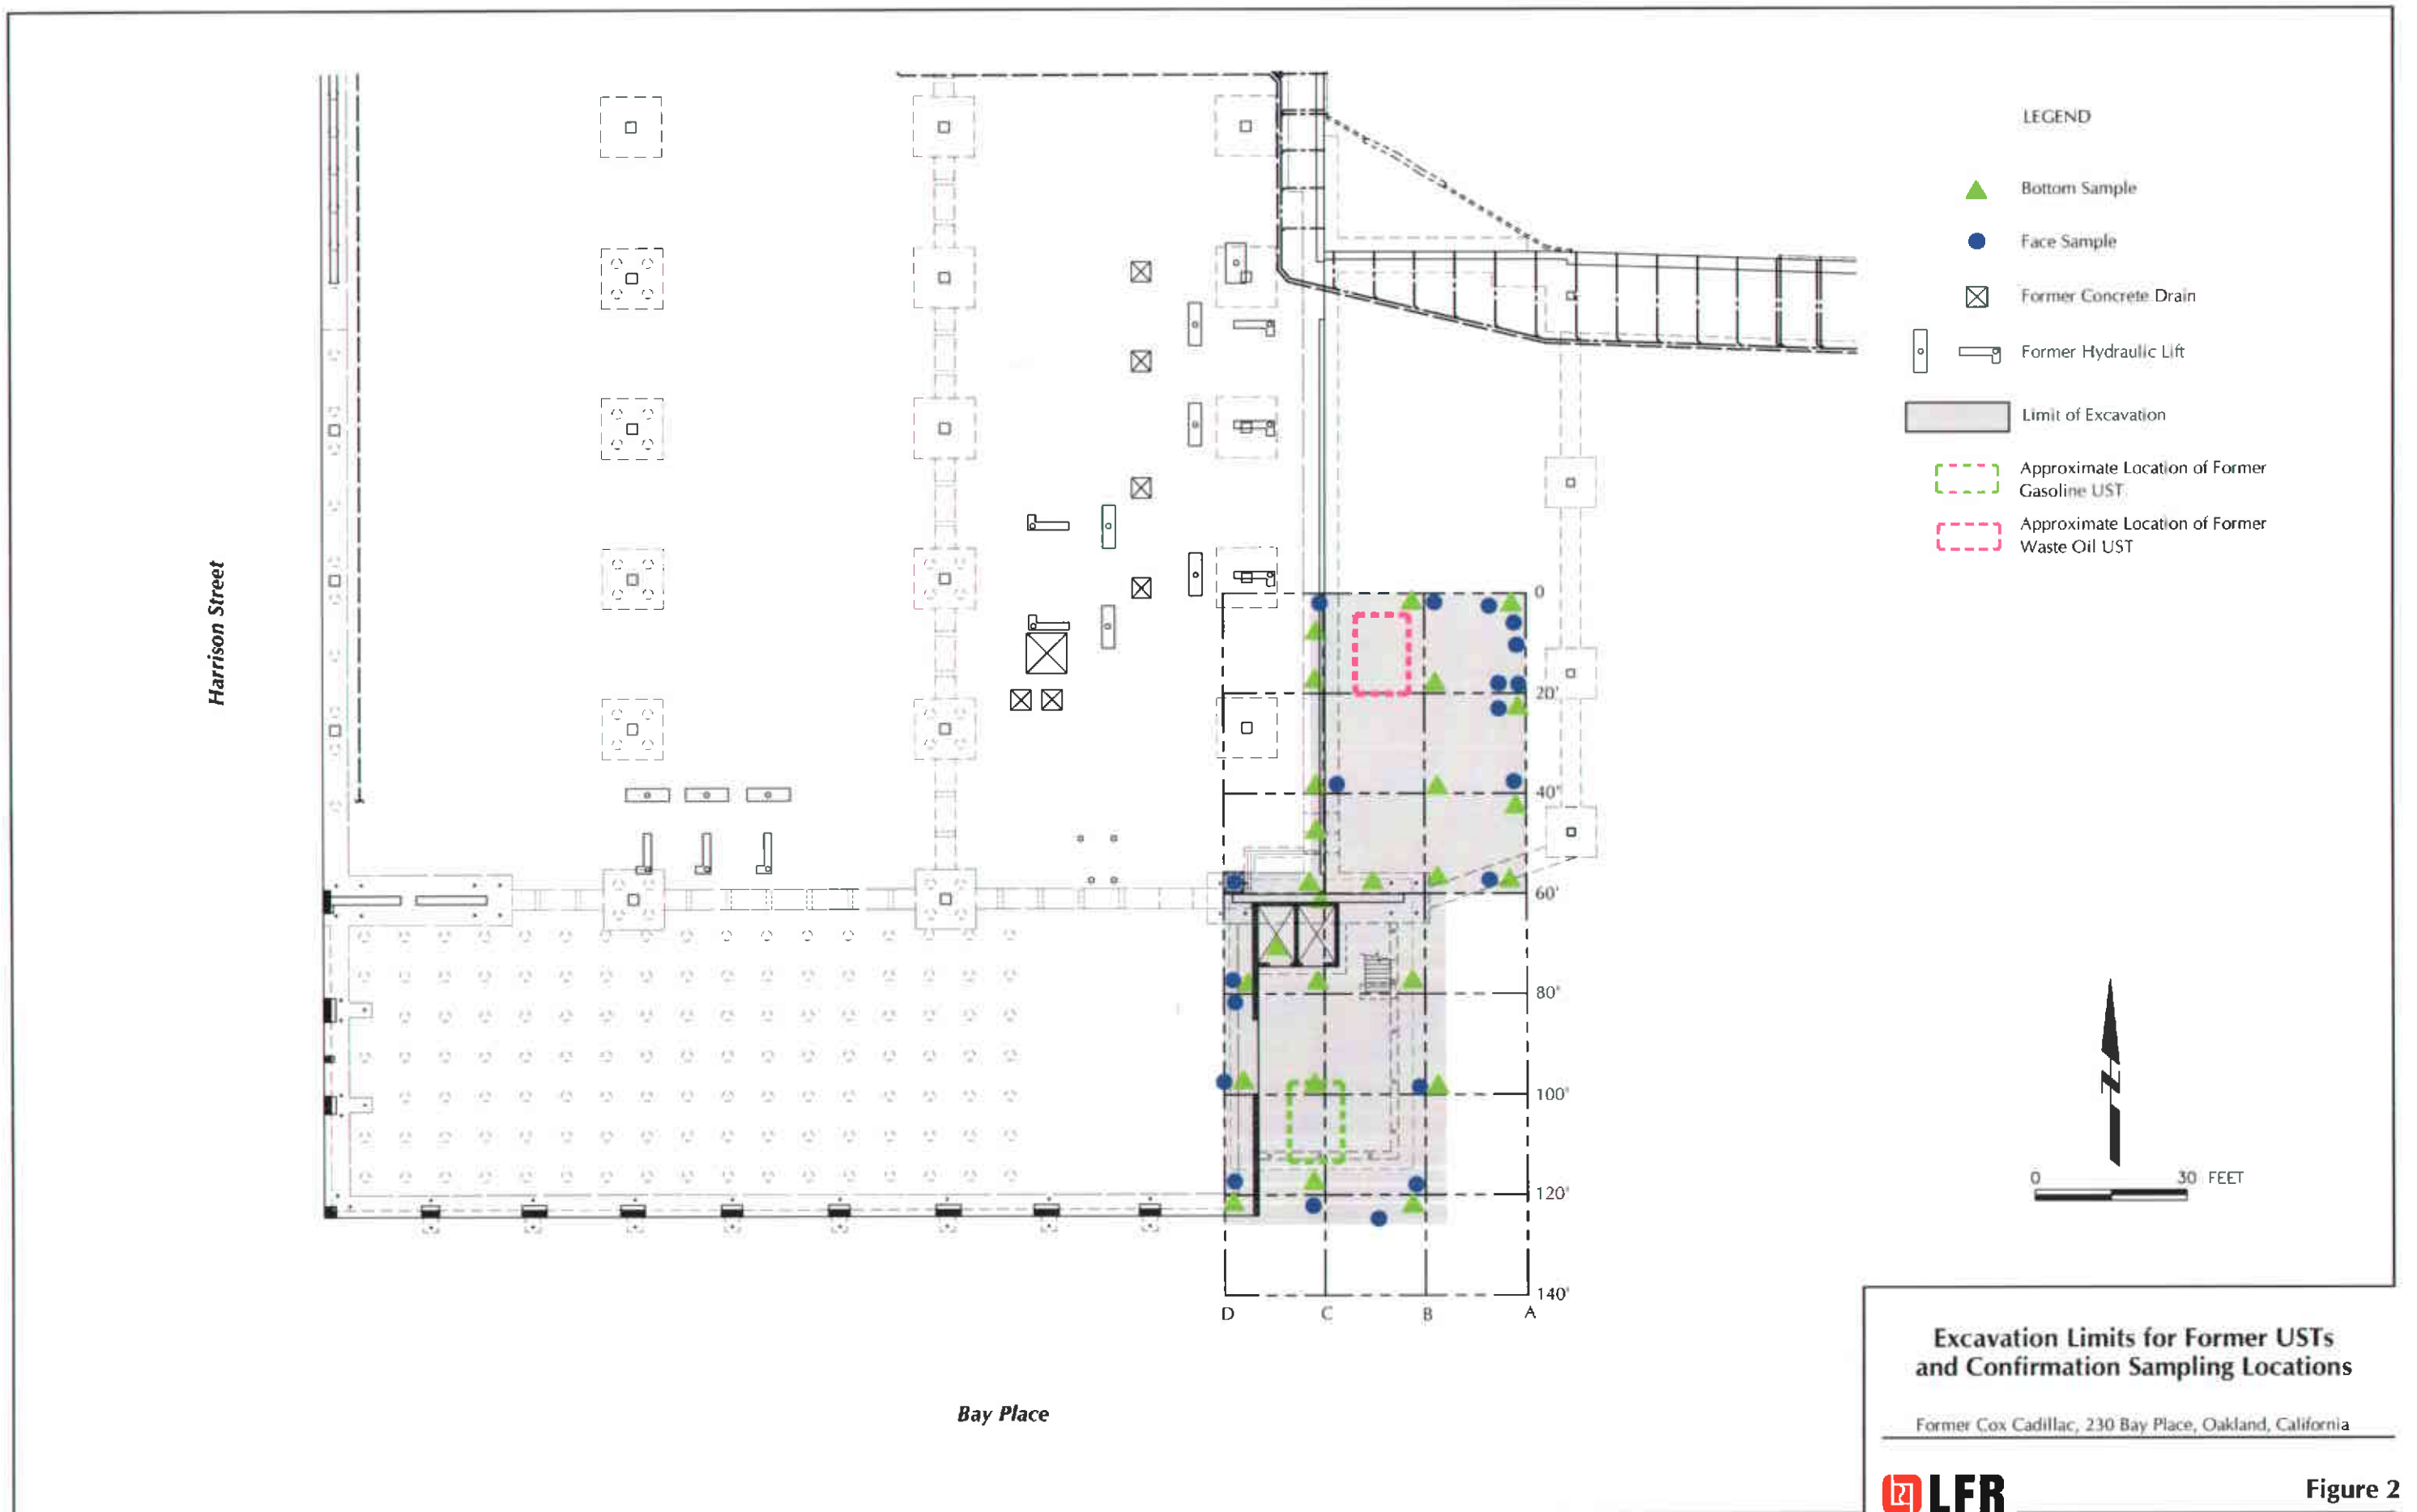 LEGEND
Bottom Sample
Face Sample
Former Concrete Drain
Former Hydraulic Lift
Limit of Excavation
Approximate Location of Former
Gasoline UST
Approximate Location of Former
Waste Oil UST
Harrison Street
0
20'
40'
60'
80'
100'
120'
140'
D C B A
N
0 30 FEET
Bay Place
Excavation Limits for Former USTs
and Confirmation Sampling Locations
Former Cox Cadillac, 230 Bay Place, Oakland, California
LFR
Figure 2